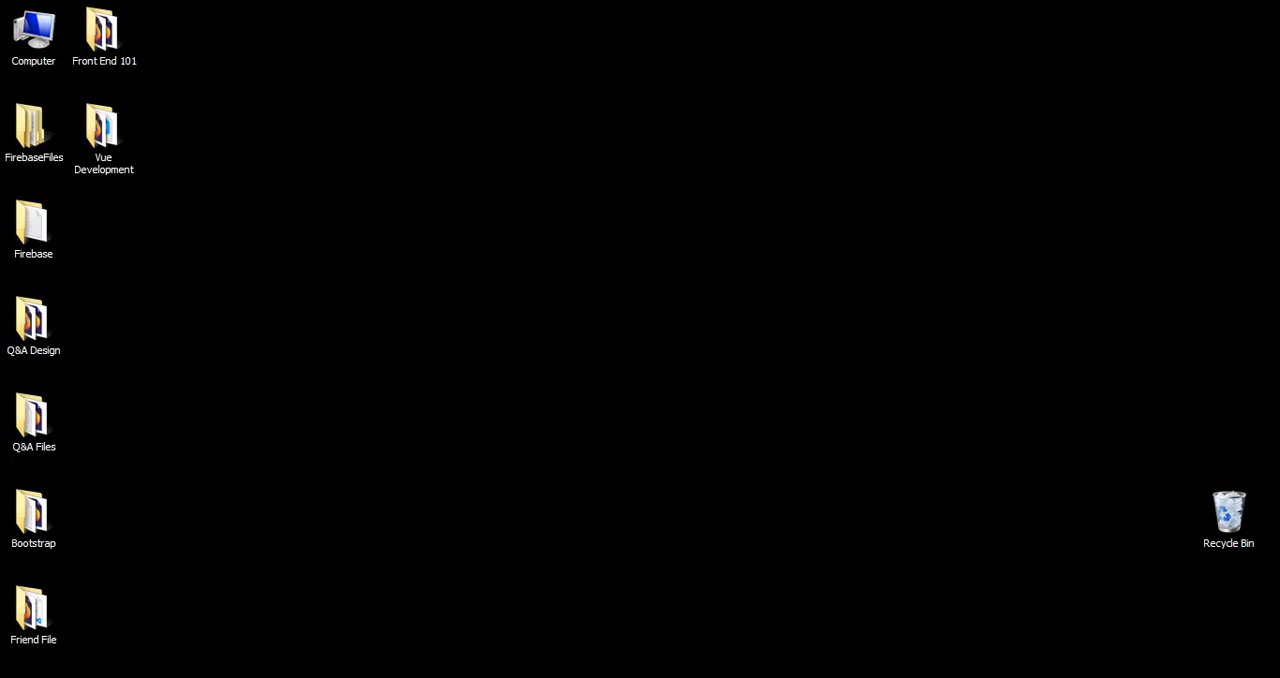 Computer
Front End 101
FirebaseFiles
Vue
Development
Firebase
Q&A Design
Q&A Files
Bootstrap
Recycle Bin
Friend File